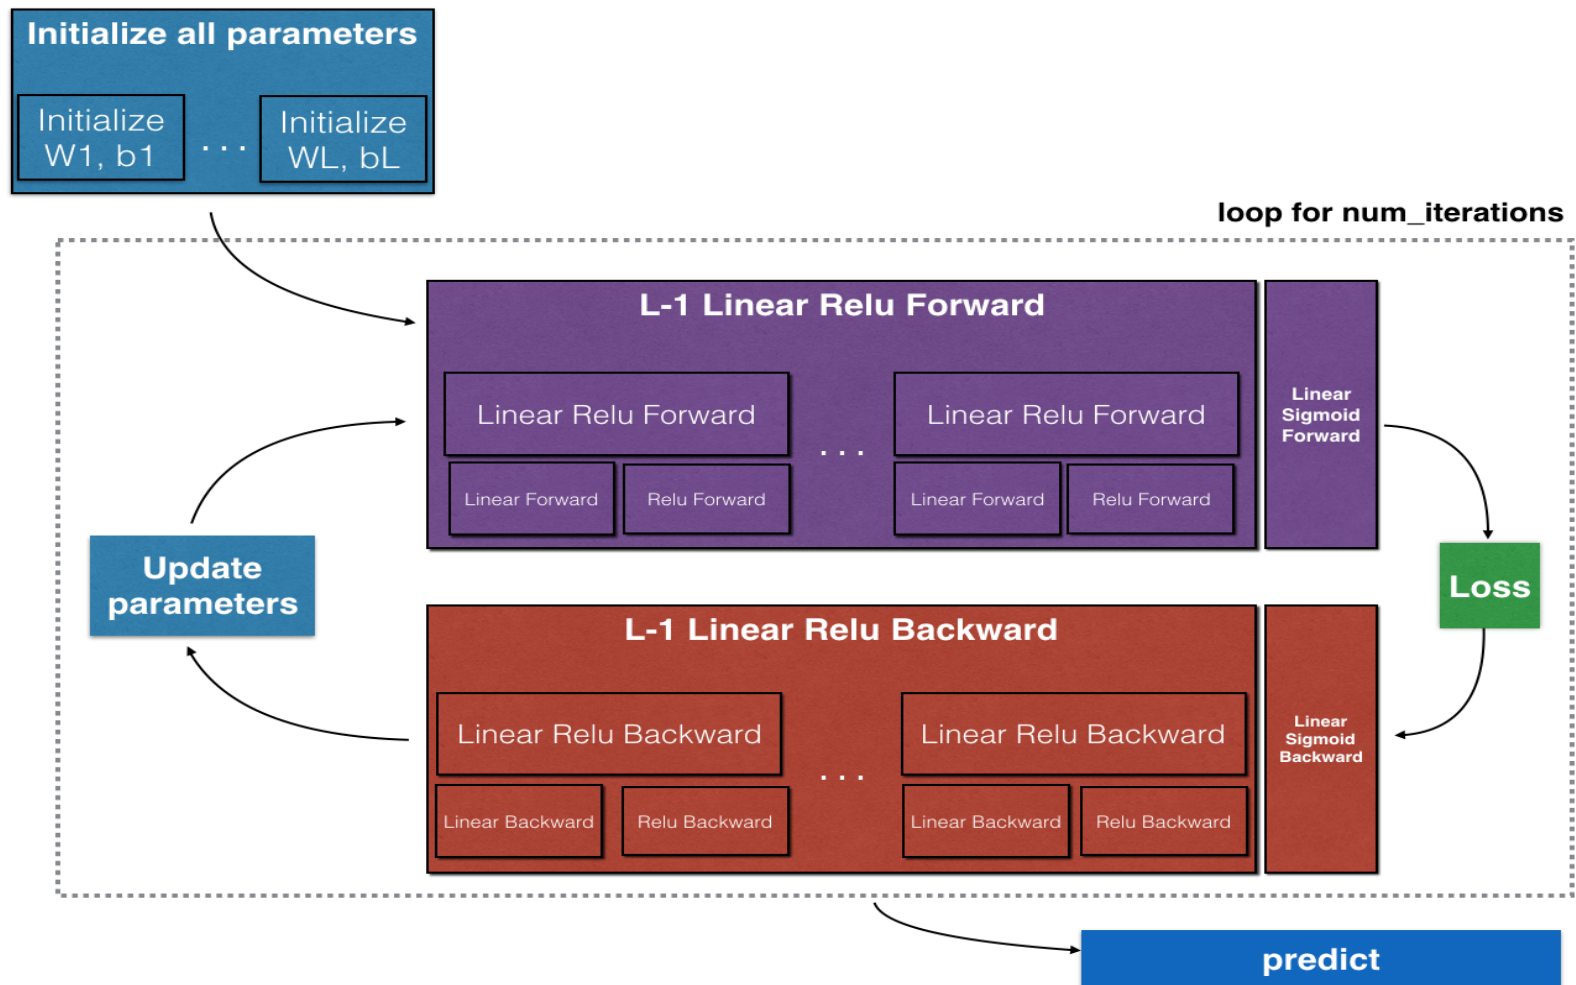 Initialize all parameters
Initialize
W1, b1
...
Initialize
WL, bL
loop for num_iterations
L-1 Linear Relu Forward
Linear Relu Forward
...
Linear Relu Forward
Linear Forward
Relu Forward
Linear Forward
Relu Forward
Linear
Sigmoid
Forward
Update
parameters
Loss
L-1 Linear Relu Backward
Linear Relu Backward
...
Linear Relu Backward
Linear Backward
Relu Backward
Linear Backward
Relu Backward
Linear
Sigmoid
Backward
predict